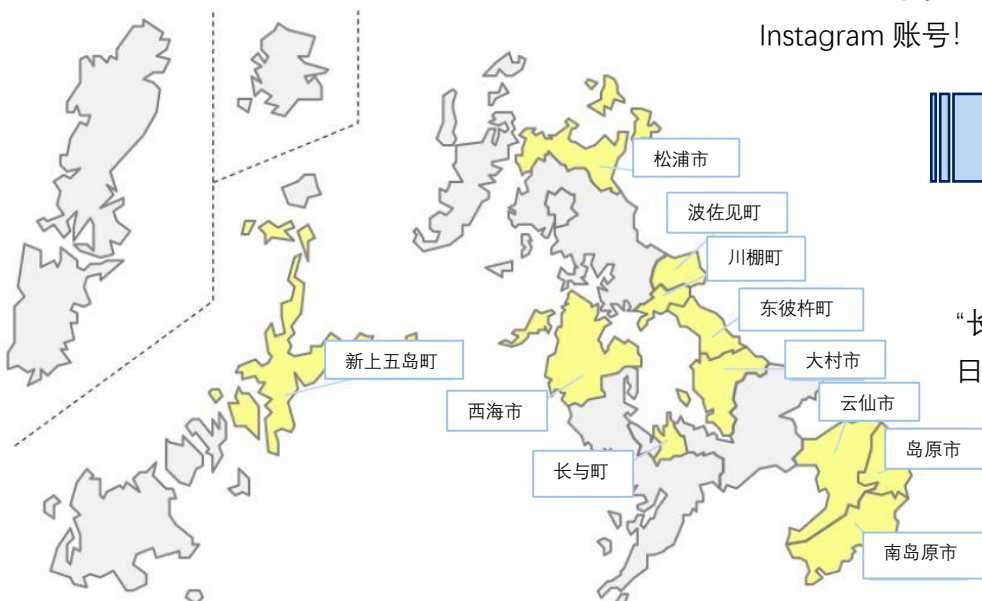 Instagram 账号！
松浦市
波佐见町
川棚町
东彼杵町
“长
日
新上五岛町
大村市
西海市
云仙市
岛原市
长与町
南岛原市